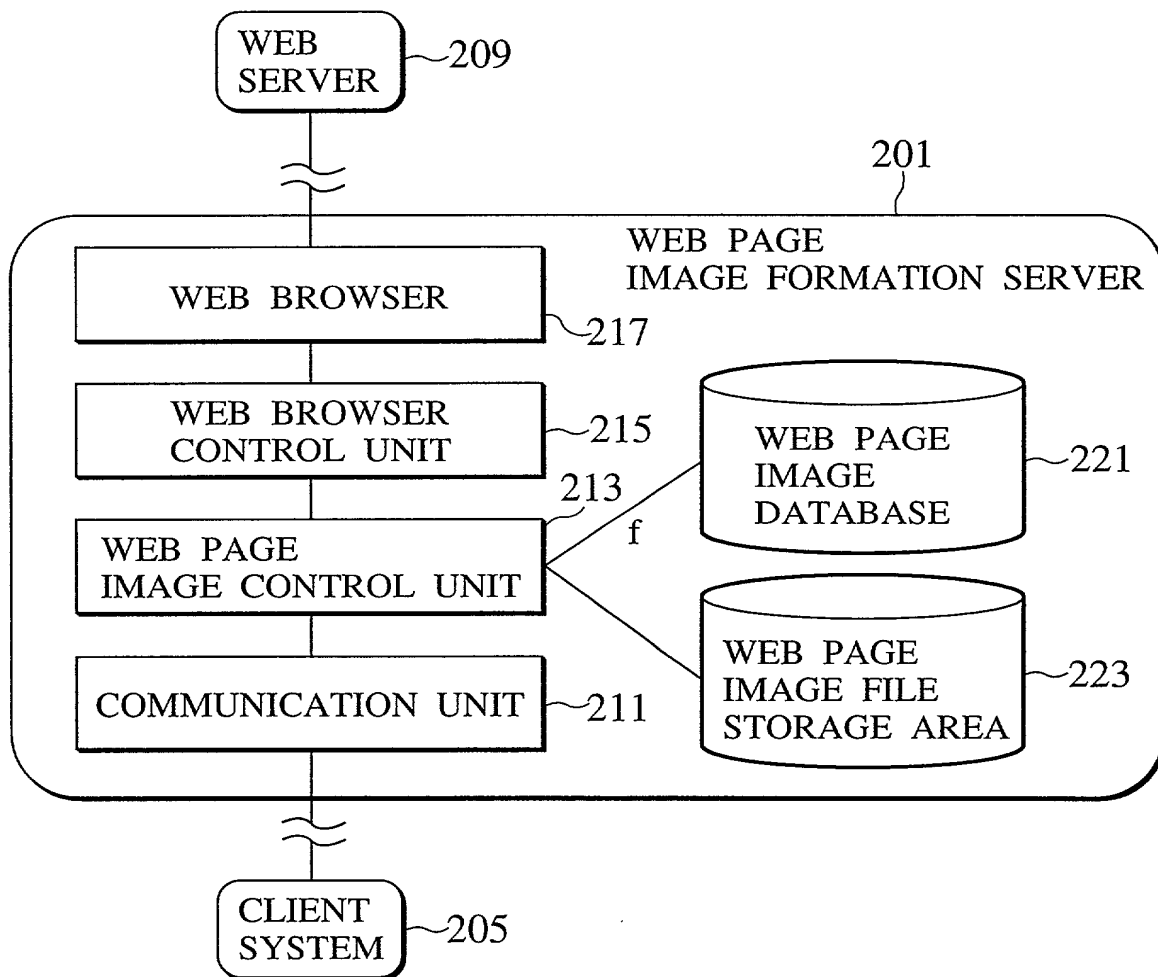 WEB
SERVER
209
201
WEB PAGE
IMAGE FORMATION SERVER
WEB BROWSER
217
WEB BROWSER
CONTROL UNIT
215
213
WEB PAGE
IMAGE CONTROL UNIT
f
WEB PAGE
IMAGE
DATABASE
221
COMMUNICATION UNIT
211
WEB PAGE
IMAGE FILE
STORAGE AREA
223
CLIENT
SYSTEM
205